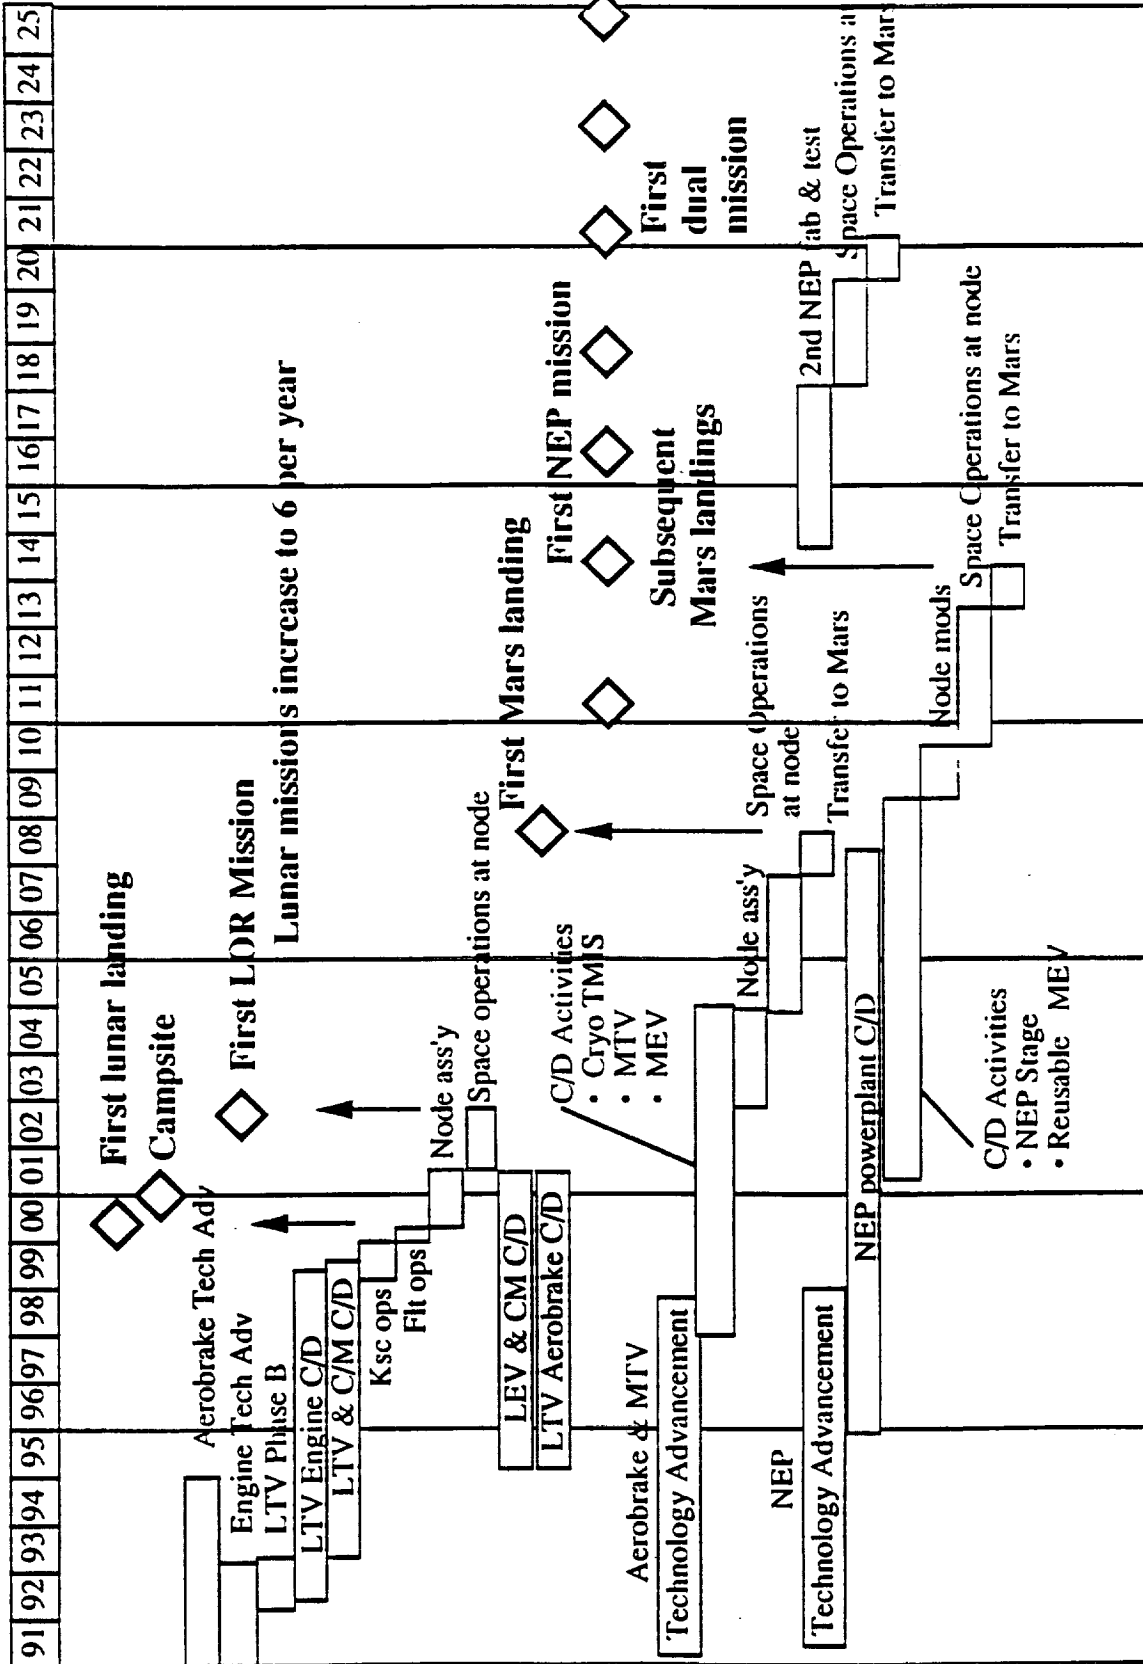 91 92 93 94 95 96 97 98 99 00 01 02 03 04 05 06 07 08 09 10 11 12 13 14 15 16 17 18 19 20 21 22 23 24 25
First lunar landing
Campsite
First LOR Mission
Lunar missions increase to 6 per year
Aerobrake Tech Adv
Engine Tech Adv
LTV Phase B
LTV Engine C/D
LTV & C/M C/D
Ksc ops
Flt ops
Node ass'y
Space operations at node
LEV & CM C/D
LTV Aerobrake C/D
First Mars landing
First NEP mission
Subsequent
Mars landings
First
dual
mission
C/D Activities
• Cryo TMIS
• MTV
• MEV
Aerobrake & MTV
Technology Advancement
Node ass'y
Space Operations
at node
Transfer to Mars
2nd NEP fab & test
Space Operations a
Transfer to Mars
NEP
Technology Advancement
NEP powerplant C/D
C/D Activities
• NEP Stage
• Reusable MEV
Node mods
Space Operations at node
Transfer to Mars